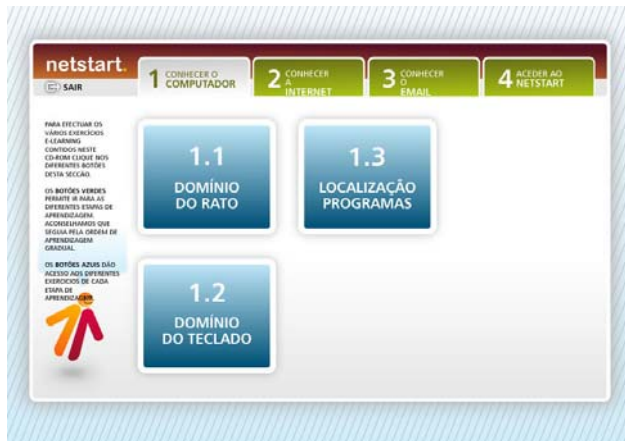 netstart.
SAIR
1 CONHECER O
COMPUTADOR
2 CONHECER
A
INTERNET
3 CONHECER
O
EMAIL
4 ACEDER AO
NETSTART
PARA EFECTUAR OS
VÁRIOS EXERCÍCIOS
E-LEARNING
CONTIDOS NESTE
CD-ROM CLIQUE NOS
DIFERENTES BOTÕES
DESTA SECCÃO.
OS BOTÕES VERDES
PERMITE IR PARA AS
DIFERENTES ETAPAS DE
APRENDIZAGEM.
ACONSELHAMOS QUE
SEGUIA PELA ORDEM DE
APRENDIZAGEM
GRADUAL.
OS BOTÕES AZUIS DÃO
ACESSO AOS DIFERENTES
EXERCICIOS DE CADA
ETAPA DE
APRENDIZAGEM.
1.1
DOMÍNIO
DO RATO
1.3
LOCALIZAÇÃO
PROGRAMAS
1.2
DOMÍNIO
DO TECLADO